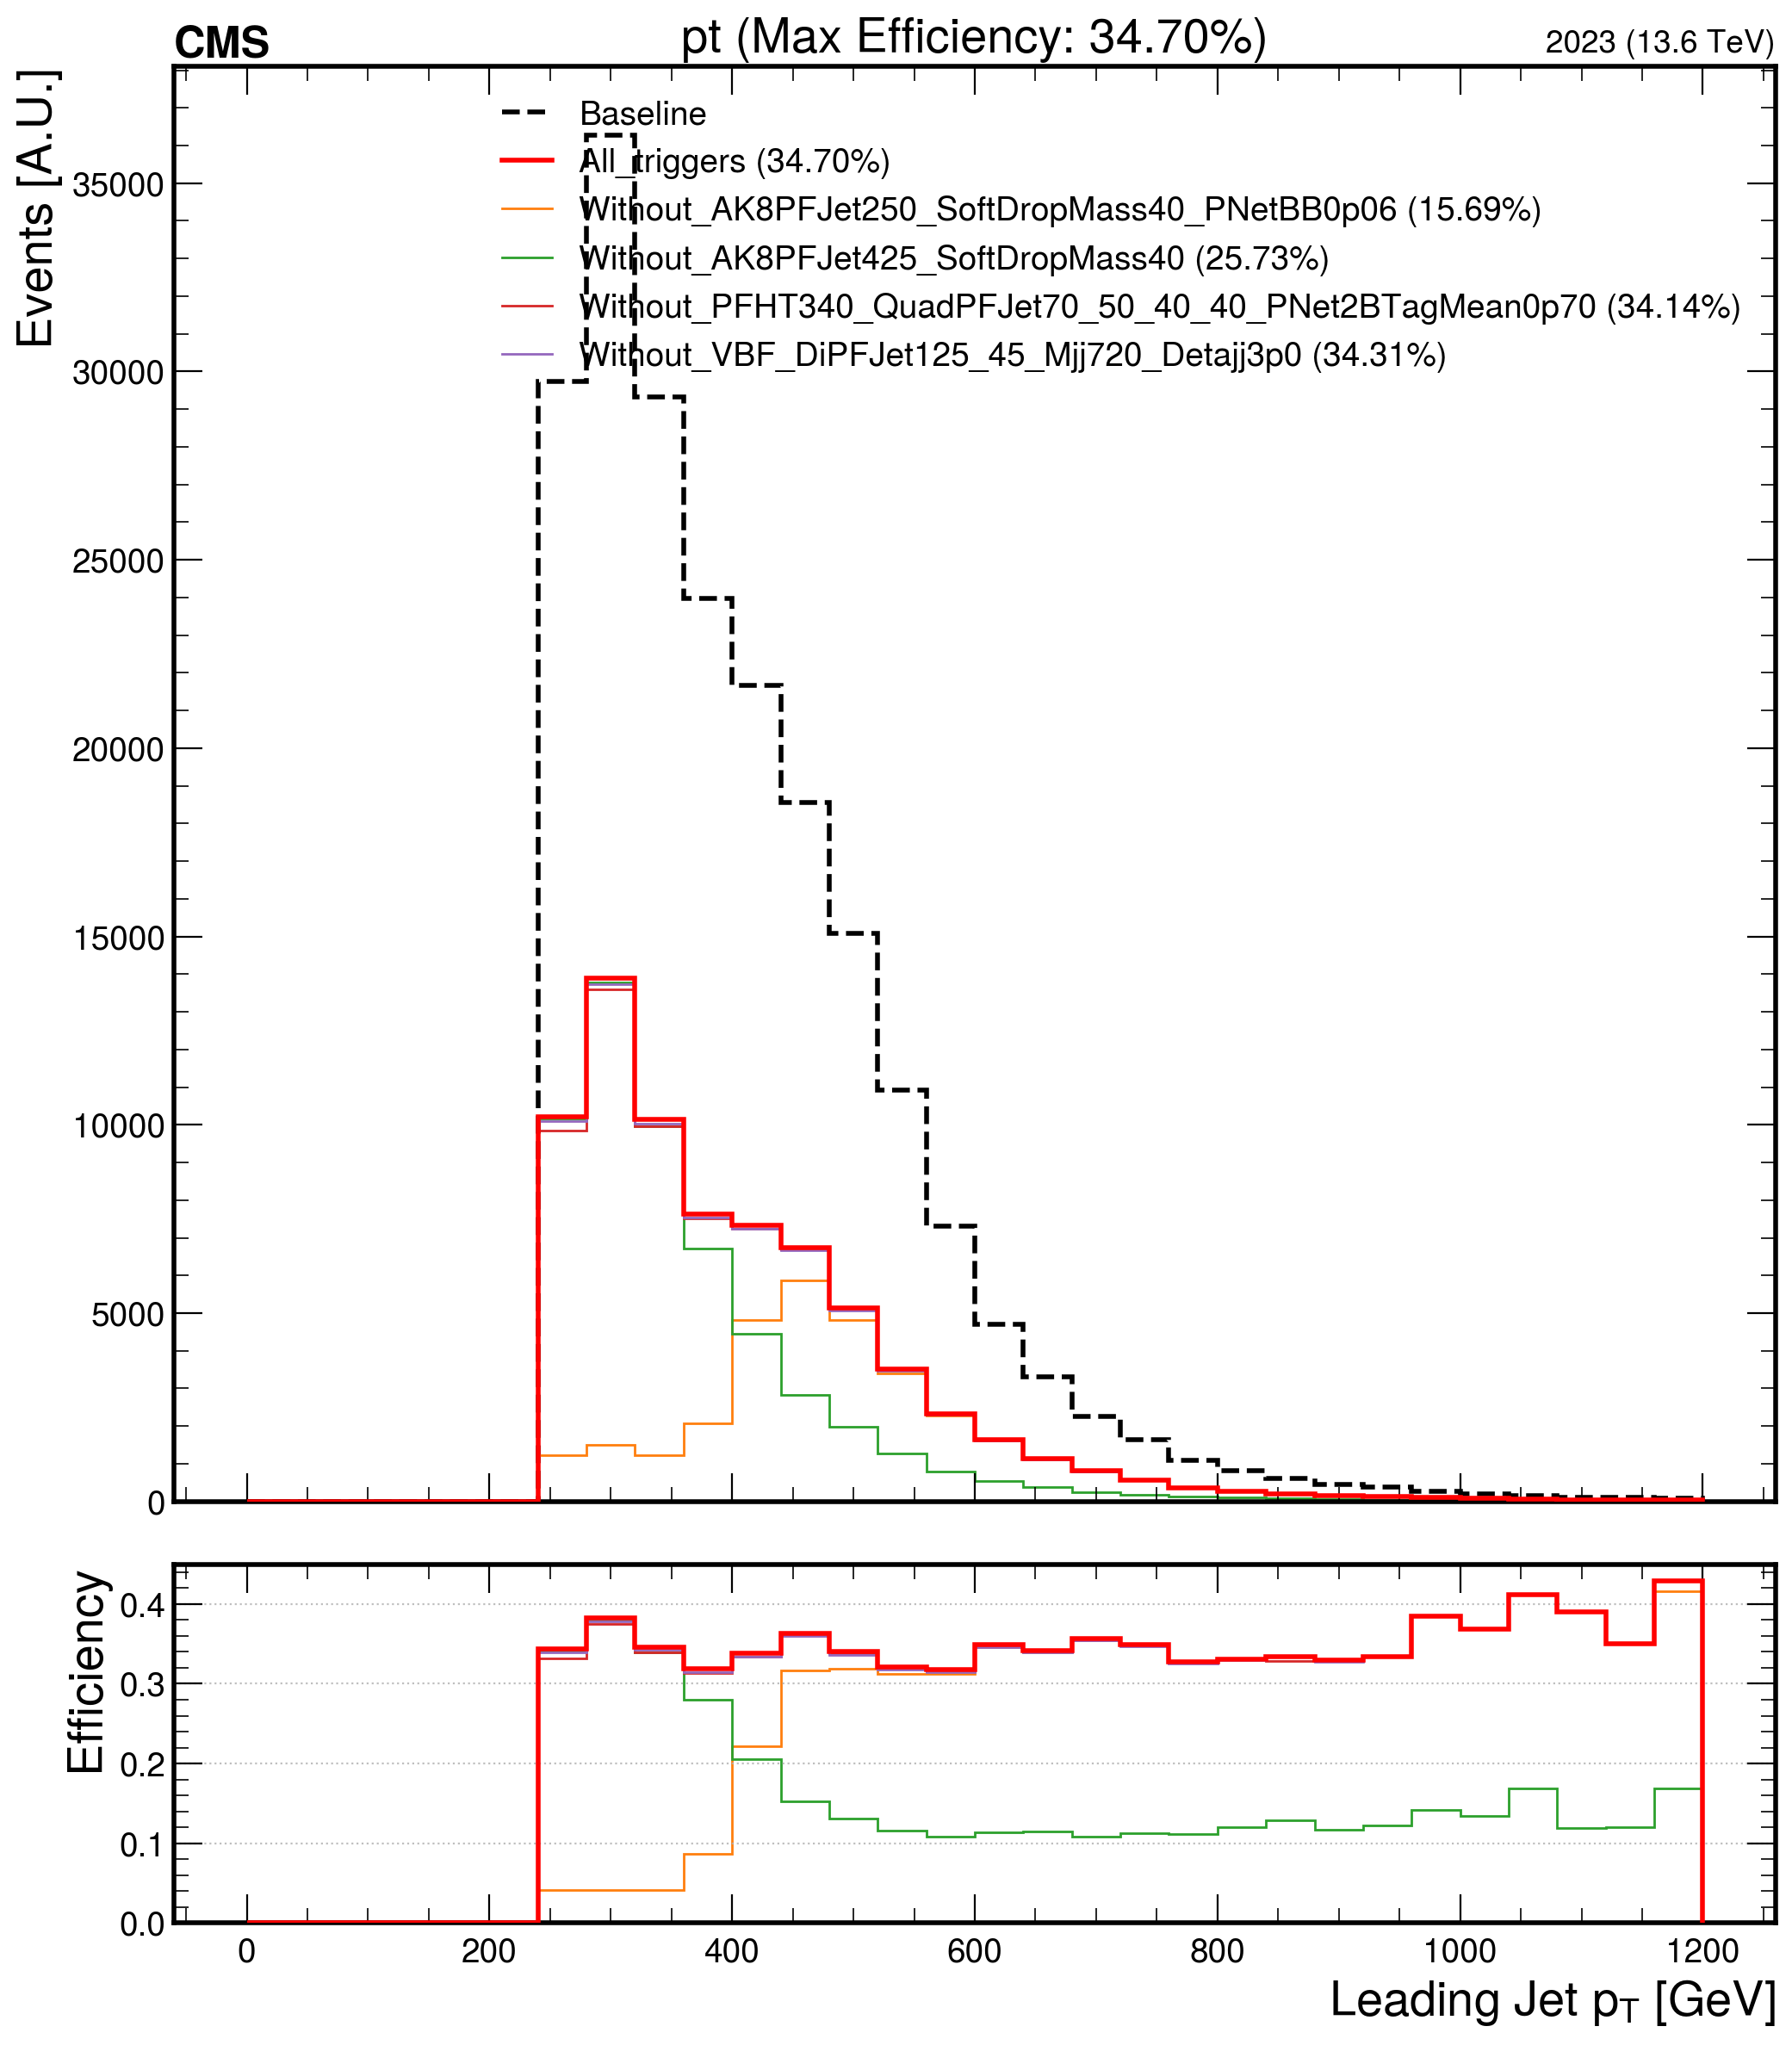 CMS pt (Max Efficiency: 34.70%) 2023 (13.6 TeV)
Events [A.U.]
Baseline
All_triggers (34.70%)
Without_AK8PFJet250_SoftDropMass40_PNetBB0p06 (15.69%)
Without_AK8PFJet425_SoftDropMass40 (25.73%)
Without_PFHT340_QuadPFJet70_50_40_40_PNet2BTagMean0p70 (34.14%)
Without_VBF_DiPFJet125_45_Mjj720_Detajj3p0 (34.31%)
35000
30000
25000
20000
15000
10000
5000
0
Efficiency
0.4
0.3
0.2
0.1
0.0
0 200 400 600 800 1000 1200
Leading Jet pT [GeV]